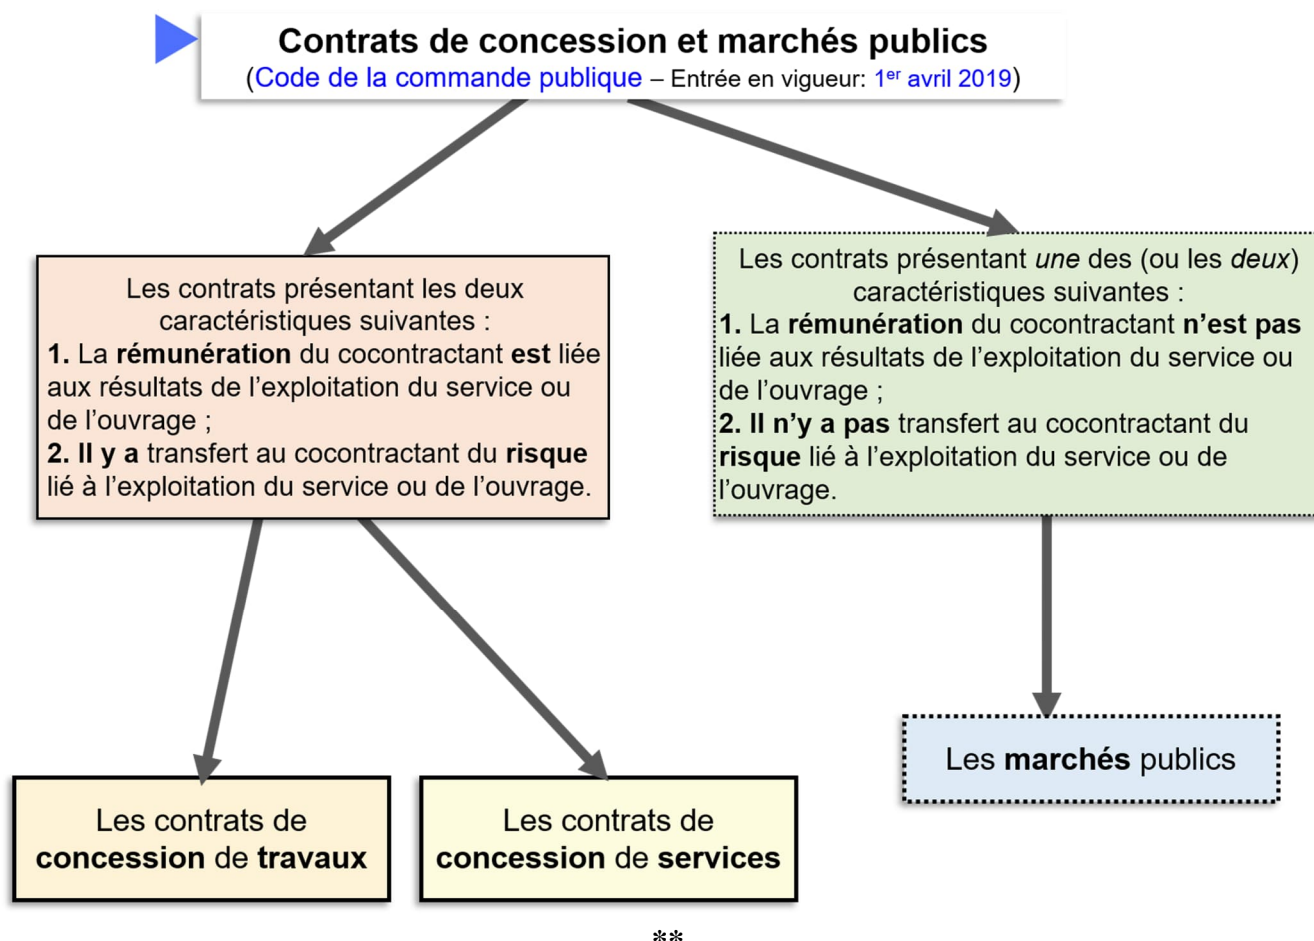 Contrats de concession et marchés publics
(Code de la commande publique – Entrée en vigueur: 1er avril 2019)
Les contrats présentant les deux
caractéristiques suivantes :
1. La rémunération du cocontractant est liée
aux résultats de l’exploitation du service ou
de l’ouvrage ;
2. Il y a transfert au cocontractant du risque
lié à l’exploitation du service ou de l’ouvrage.
Les contrats présentant une des (ou les deux)
caractéristiques suivantes :
1. La rémunération du cocontractant n’est pas
liée aux résultats de l’exploitation du service ou
de l’ouvrage ;
2. Il n’y a pas transfert au cocontractant du
risque lié à l’exploitation du service ou de
l’ouvrage.
Les marchés publics
Les contrats de
concession de travaux
Les contrats de
concession de services
**